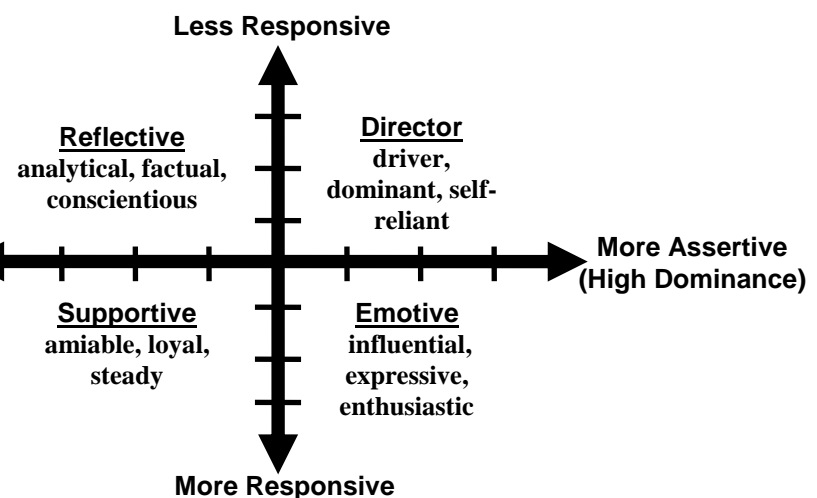 Less Responsive
Reflective
analytical, factual,
conscientious
Director
driver,
dominant, self-
reliant
More Assertive
(High Dominance)
Supportive
amiable, loyal,
steady
Emotive
influential,
expressive,
enthusiastic
More Responsive